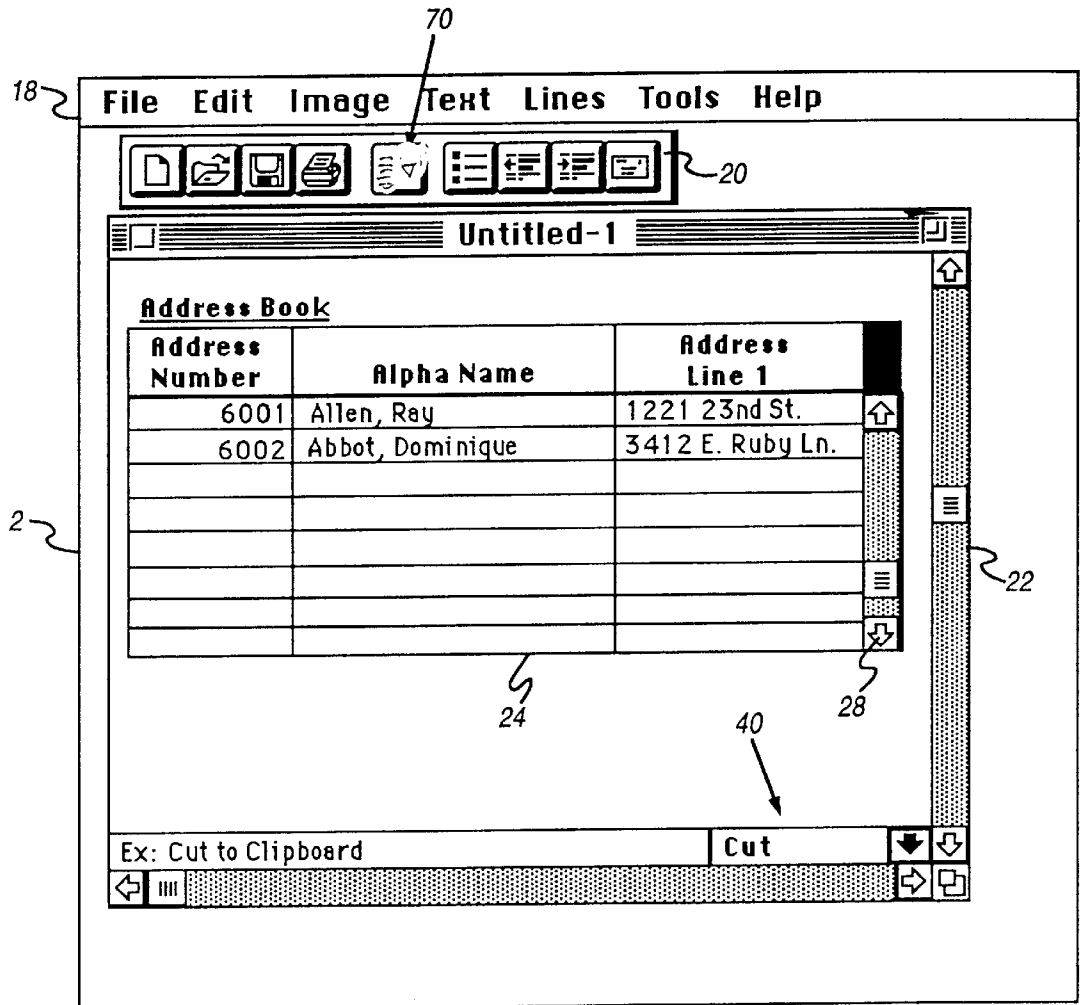 70
18
File Edit Image Text Lines Tools Help
20
Untitled-1
Address Book
Address Number
Alpha Name
Address Line 1
6001 Allen, Ray 1221 23nd St.
6002 Abbot, Dominique 3412 E. Ruby Ln.
2
22
24
28
40
Ex: Cut to Clipboard Cut